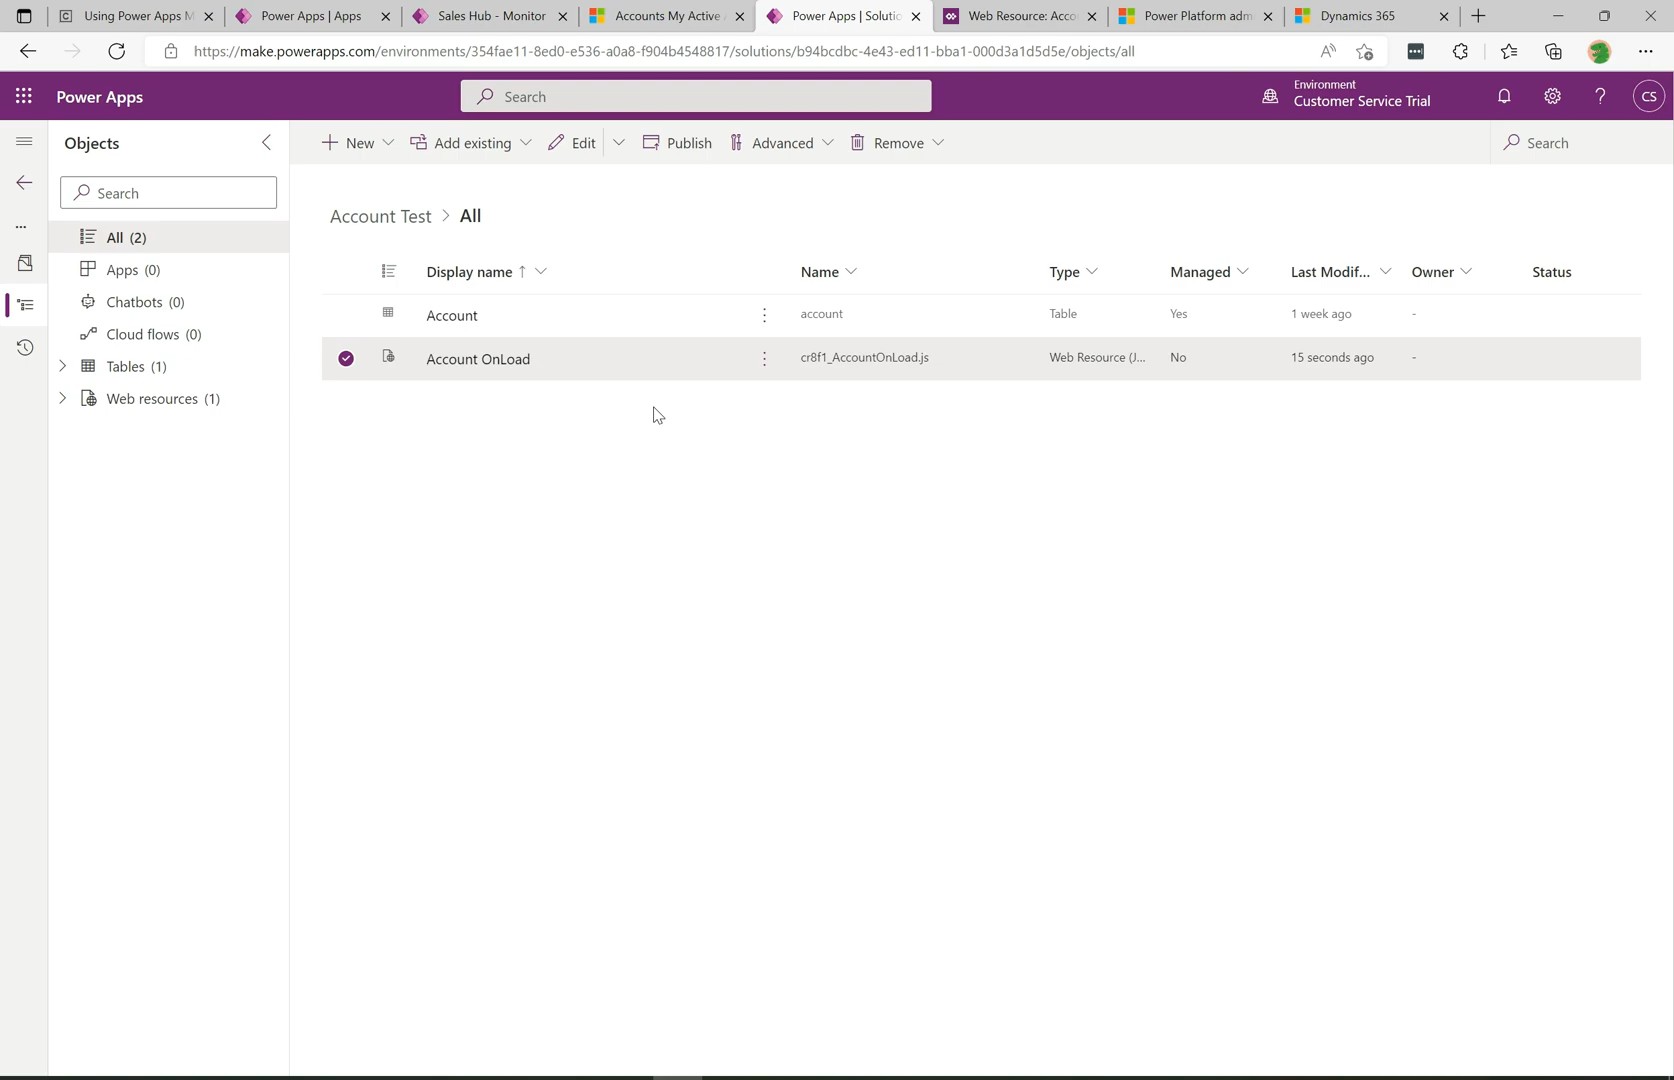 Using Power Apps M
Power Apps | Apps
Sales Hub - Monitor
Accounts My Active
Power Apps | Solutio
Web Resource: Acco
Power Platform adm
Dynamics 365
https://make.powerapps.com/environments/354fae11-8ed0-e536-a0a8-f904b4548817/solutions/b94bcdbc-4e43-ed11-bba1-000d3a1d5d5e/objects/all
Power Apps
Search
Environment
Customer Service Trial
CS
Objects
New
Add existing
Edit
Publish
Advanced
Remove
Search
Search
All (2)
Apps (0)
Chatbots (0)
Cloud flows (0)
Tables (1)
Web resources (1)
Account Test > All
Display name ↑ Name Type Managed Last Modif... Owner Status
Account account Table Yes 1 week ago -
Account OnLoad cr8f1_AccountOnLoad.js Web Resource (J... No 15 seconds ago -